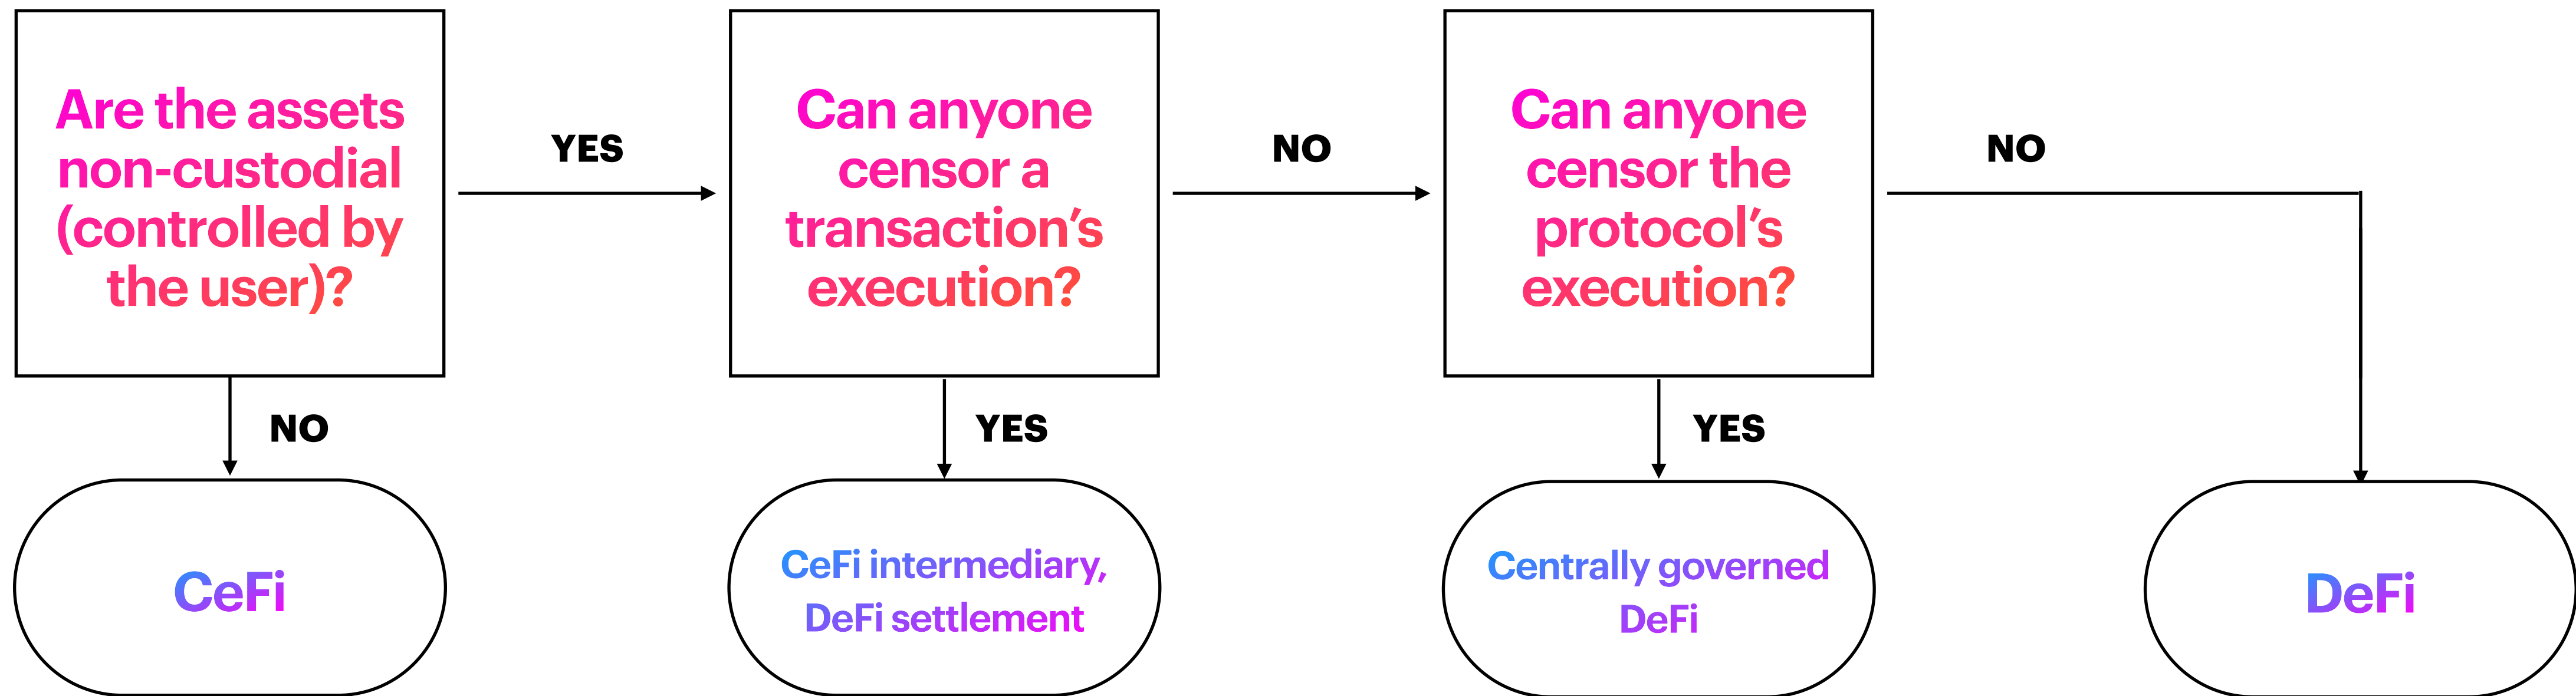 Are the assets
non-custodial
(controlled by
the user)?
YES
Can anyone
censor a
transaction’s
execution?
NO
Can anyone
censor the
protocol’s
execution?
NO
NO
YES
YES
CeFi
CeFi intermediary,
DeFi settlement
Centrally governed
DeFi
DeFi